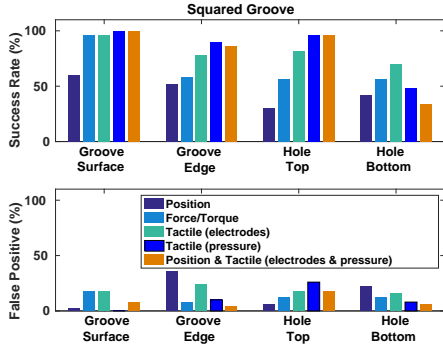 Squared Groove
Success Rate (%)
100
50
0
Groove Surface
Groove Edge
Hole Top
Hole Bottom
False Positive (%)
100
50
0
Position
Force/Torque
Tactile (electrodes)
Tactile (pressure)
Position & Tactile (electrodes & pressure)
Groove Surface
Groove Edge
Hole Top
Hole Bottom